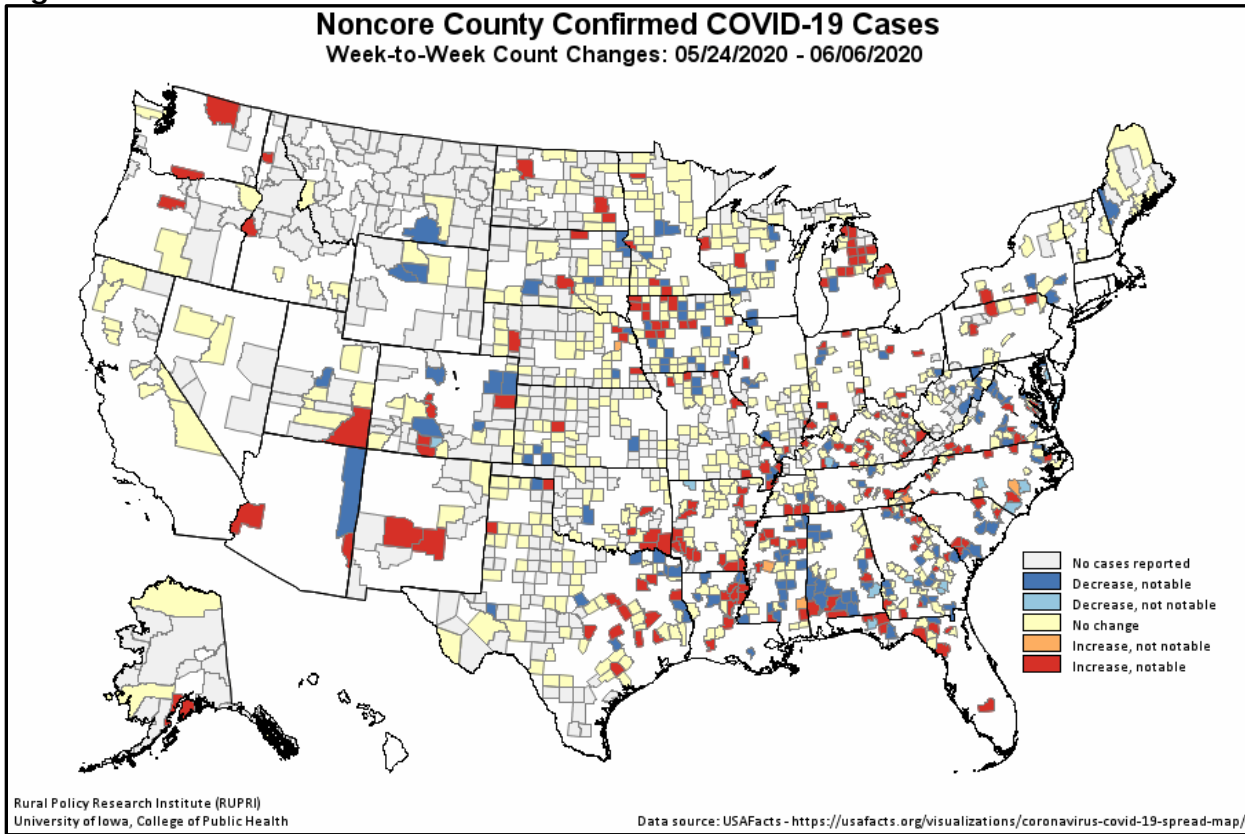 Noncore County Confirmed COVID-19 Cases
Week-to-Week Count Changes: 05/24/2020 - 06/06/2020
No cases reported
Decrease, notable
Decrease, not notable
No change
Increase, not notable
Increase, notable
Rural Policy Research Institute (RUPRI)
University of Iowa, College of Public Health
Data source: USAFacts - https://usafacts.org/visualizations/coronavirus-covid-19-spread-map/